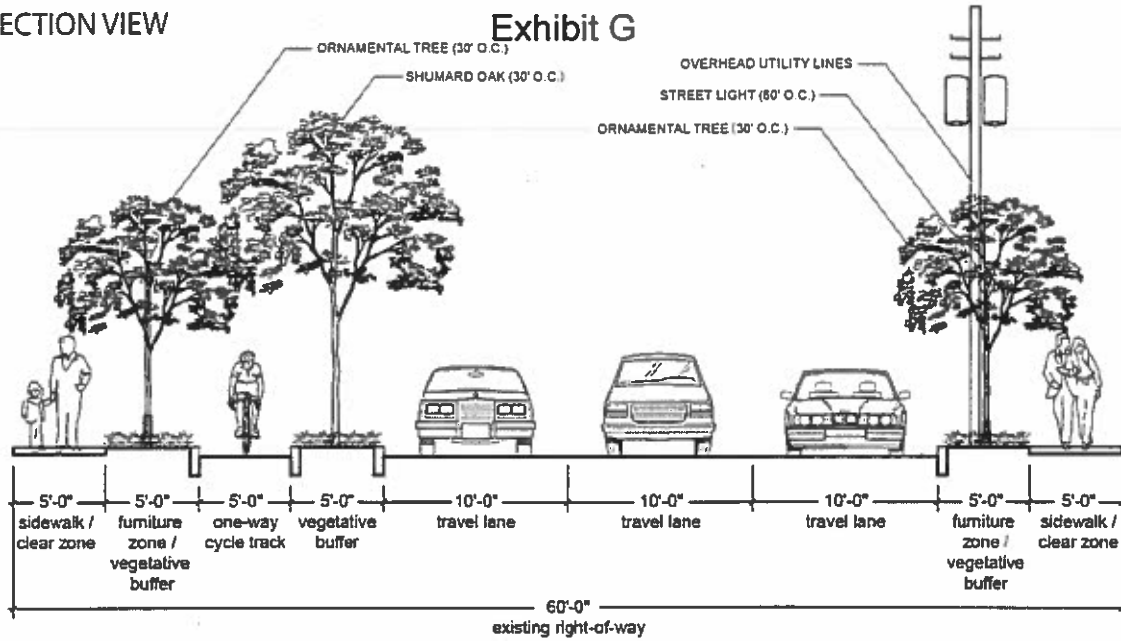 ECTION VIEW
Exhibit G
ORNAMENTAL TREE (30' O.C.)
SHUMARD OAK (30' O.C.)
OVERHEAD UTILITY LINES
STREET LIGHT (60' O.C.)
ORNAMENTAL TREE (30' O.C.)
5'-0"
sidewalk /
clear zone
5'-0"
furniture
zone /
vegetative
buffer
5'-0"
one-way
cycle track
5'-0"
vegetative
buffer
10'-0"
travel lane
10'-0"
travel lane
10'-0"
travel lane
5'-0"
furniture
zone /
vegetative
buffer
5'-0"
sidewalk /
clear zone
60'-0"
existing right-of-way